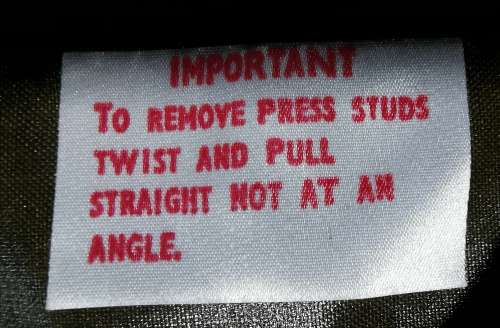 IMPORTANT
TO REMOVE PRESS STUDS
TWIST AND PULL
STRAIGHT NOT AT AN
ANGLE.